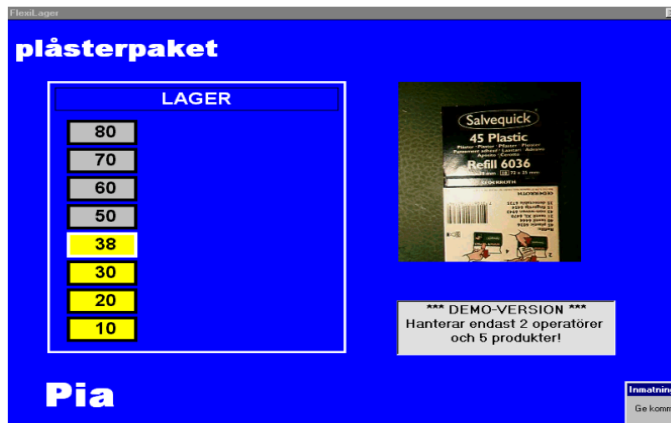 FlexiLager
plåsterpaket
LAGER
80
70
60
50
38
30
20
10
Salvequick
45 Plastic
Refill 6036
*** DEMO-VERSION ***
Hanterar endast 2 operatörer
och 5 produkter!
Pia
Inmatning
Ge komm